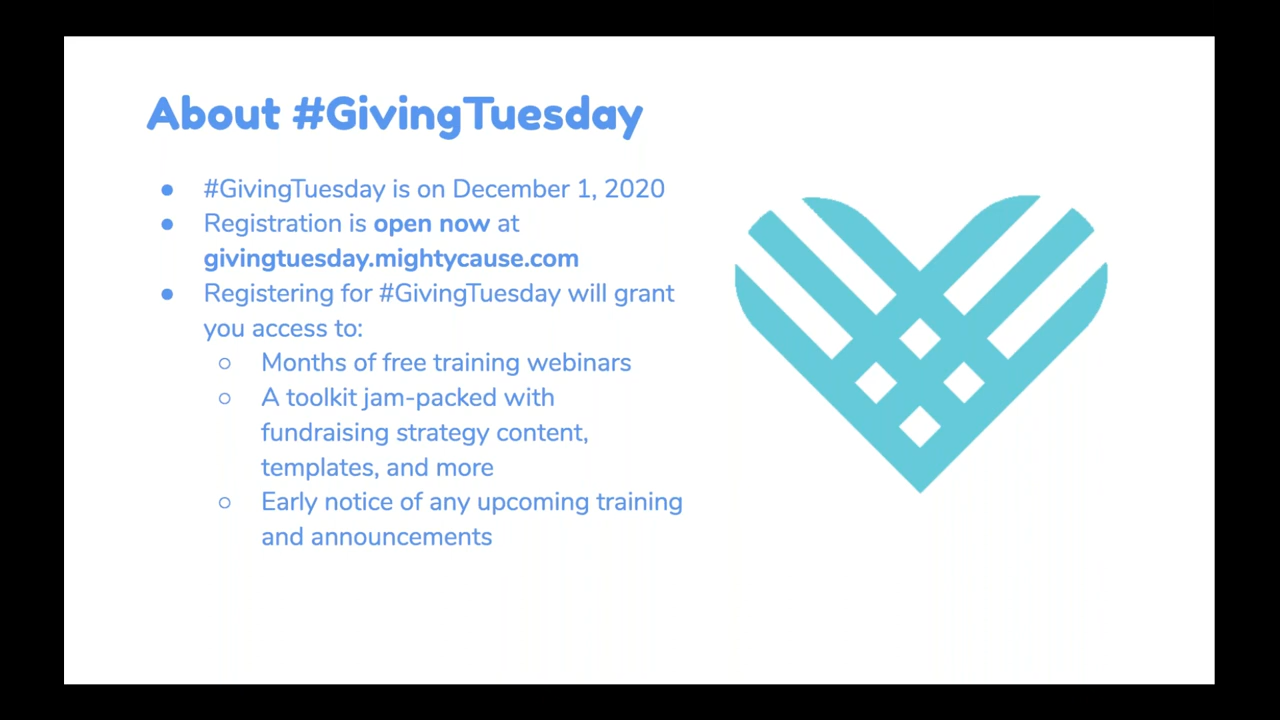 About #GivingTuesday
● #GivingTuesday is on December 1, 2020
● Registration is open now at
givingtuesday.mightycause.com
● Registering for #GivingTuesday will grant
you access to:
○ Months of free training webinars
○ A toolkit jam-packed with
fundraising strategy content,
templates, and more
○ Early notice of any upcoming training
and announcements